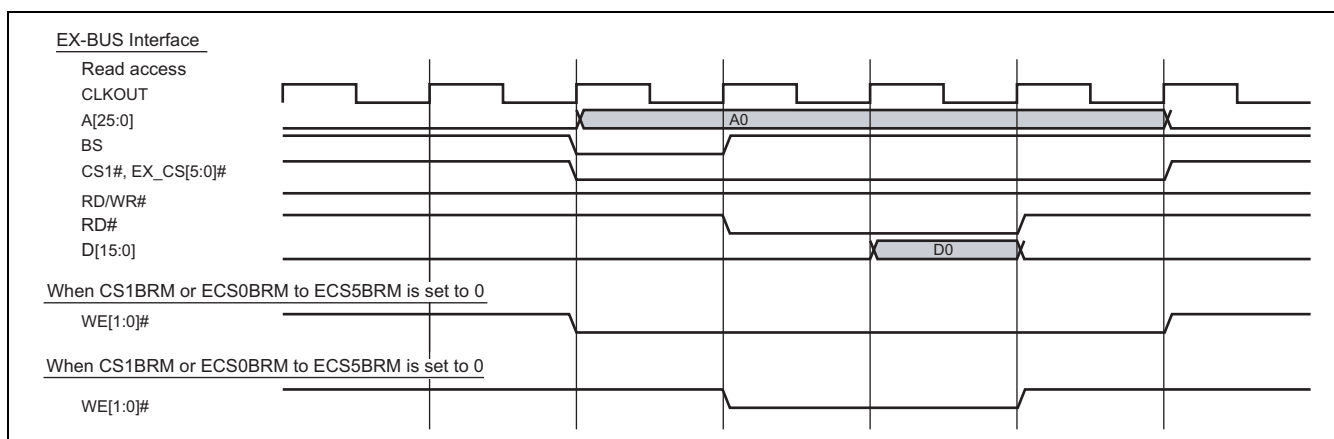 EX-BUS Interface
Read access
CLKOUT
A[25:0]
A0
BS
CS1#, EX_CS[5:0]#
RD/WR#
RD#
D[15:0]
D0
When CS1BRM or ECS0BRM to ECS5BRM is set to 0
WE[1:0]#
When CS1BRM or ECS0BRM to ECS5BRM is set to 0
WE[1:0]#